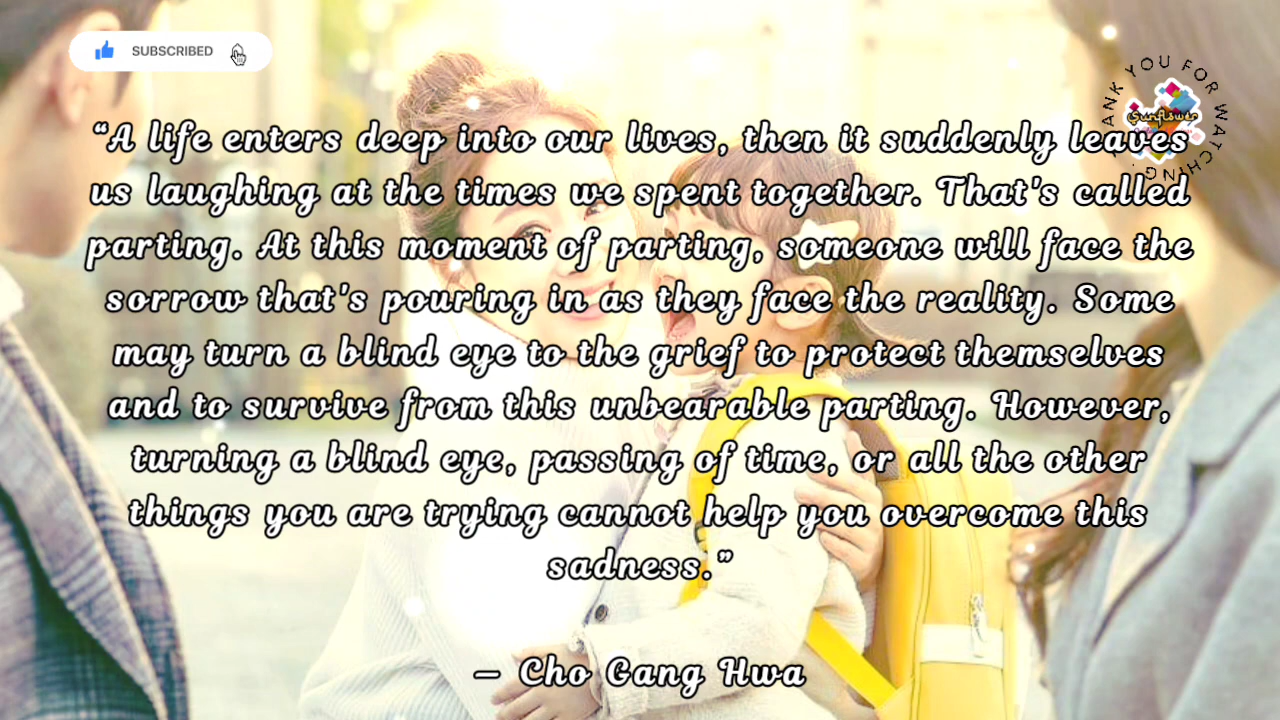 SUBSCRIBED
THANK YOU FOR WATCHING
Sunflower
“A life enters deep into our lives, then it suddenly leaves
us laughing at the times we spent together. That's called
parting. At this moment of parting, someone will face the
sorrow that's pouring in as they face the reality. Some
may turn a blind eye to the grief to protect themselves
and to survive from this unbearable parting. However,
turning a blind eye, passing of time, or all the other
things you are trying cannot help you overcome this
sadness.”
– Cho Gang Hwa